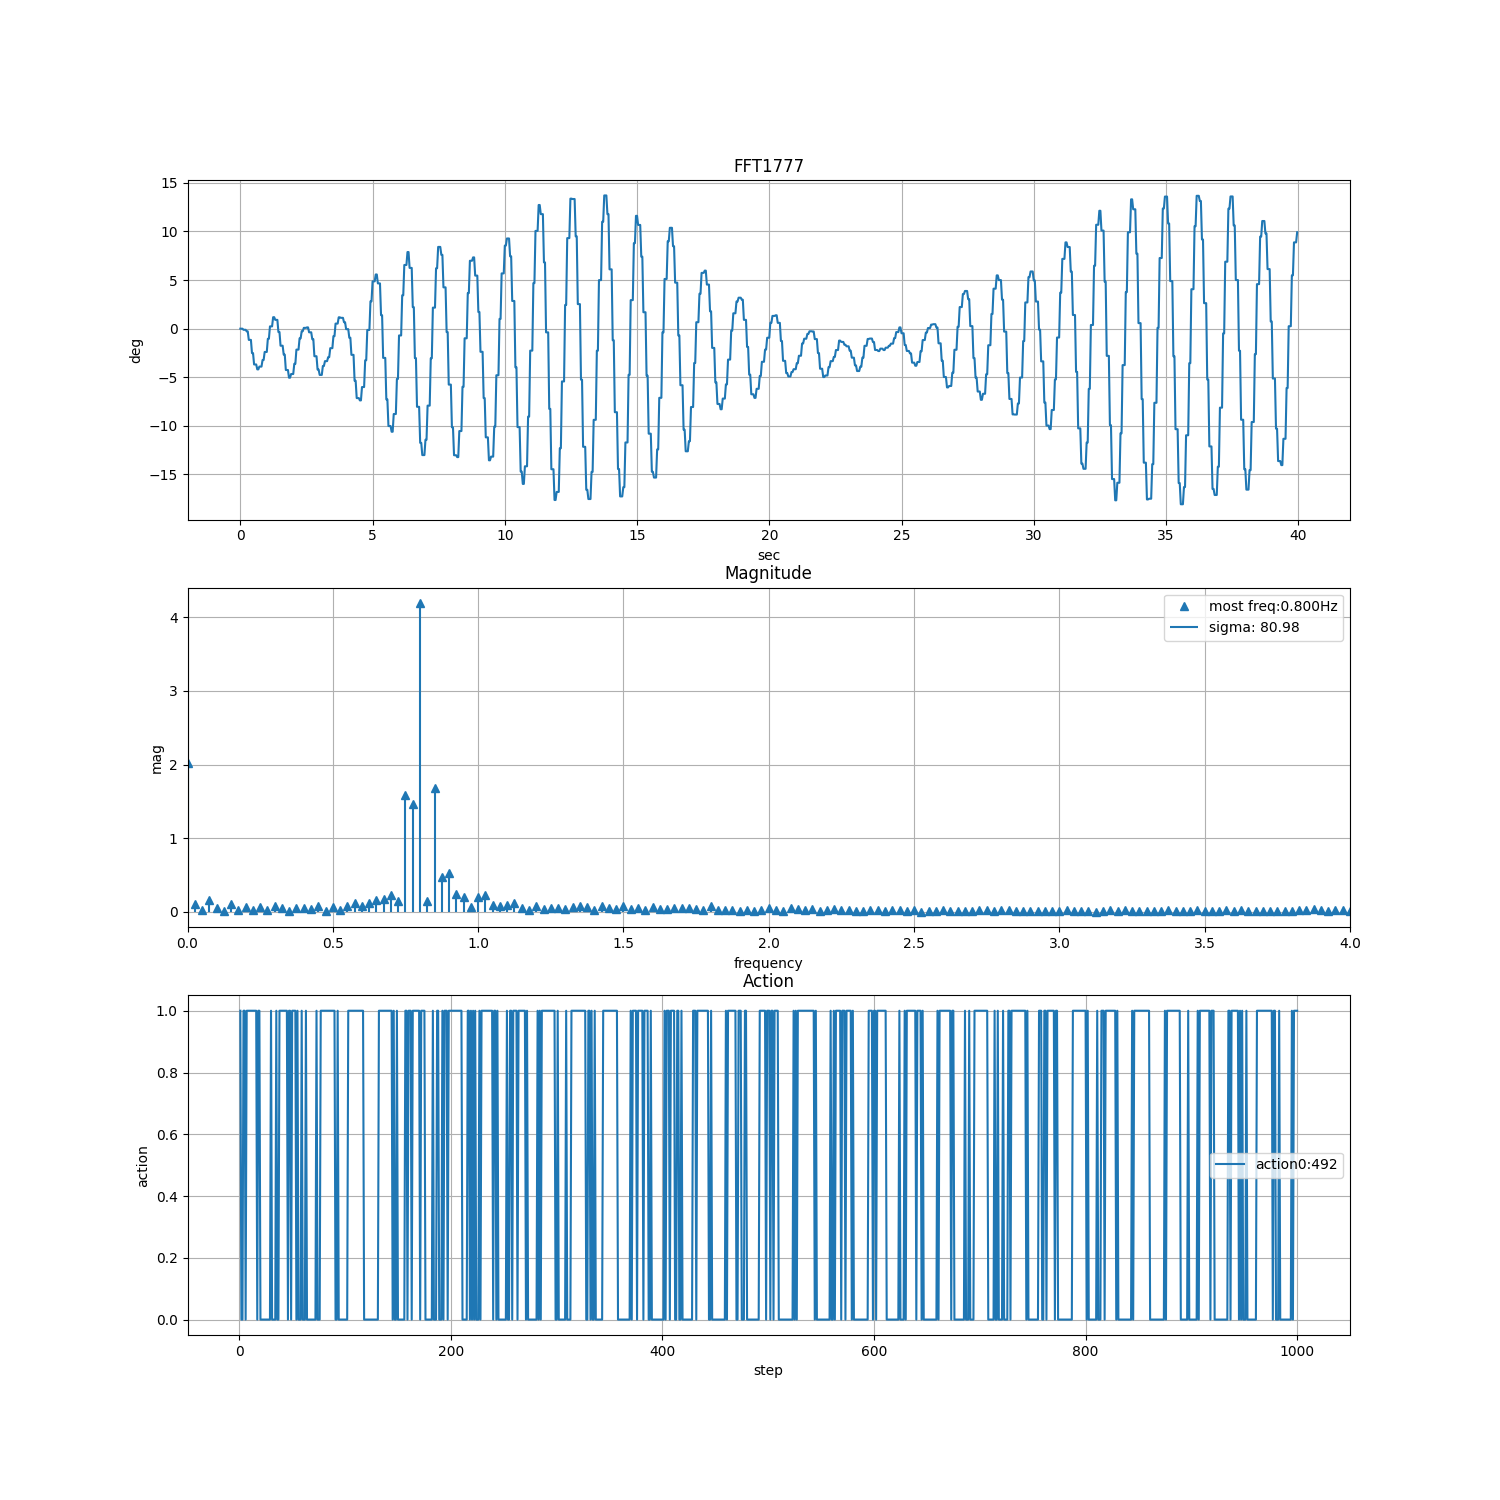 FFT1777
15
10
5
0
−5
−10
−15
deg
0 5 10 15 20 25 30 35 40
sec
Magnitude
most freq:0.800Hz
sigma: 80.98
4
3
2
1
0
mag
0.0 0.5 1.0 1.5 2.0 2.5 3.0 3.5 4.0
frequency
Action
1.0
0.8
0.6
0.4
0.2
0.0
action
action0:492
0 200 400 600 800 1000
step